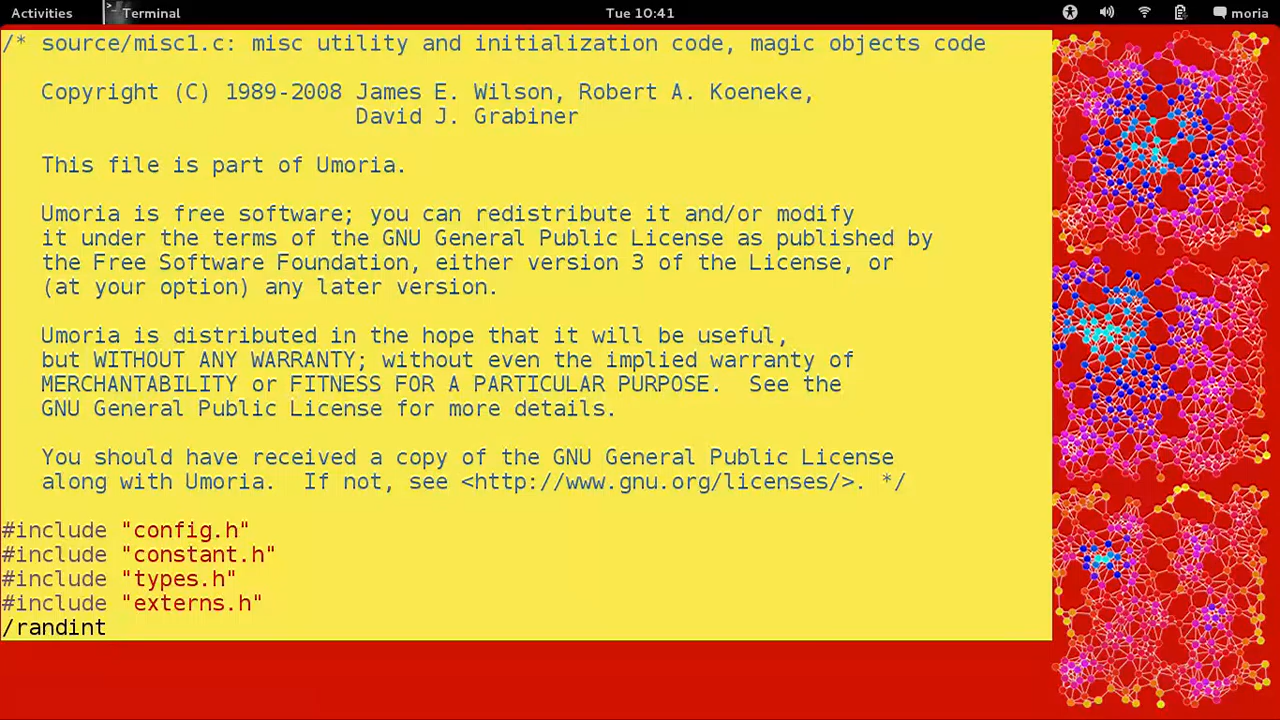 Activities
Terminal
Tue 10:41
moria
/* source/misc1.c: misc utility and initialization code, magic objects code
Copyright (C) 1989-2008 James E. Wilson, Robert A. Koeneke,
David J. Grabiner
This file is part of Umoria.
Umoria is free software; you can redistribute it and/or modify
it under the terms of the GNU General Public License as published by
the Free Software Foundation, either version 3 of the License, or
(at your option) any later version.
Umoria is distributed in the hope that it will be useful,
but WITHOUT ANY WARRANTY; without even the implied warranty of
MERCHANTABILITY or FITNESS FOR A PARTICULAR PURPOSE.  See the
GNU General Public License for more details.
You should have received a copy of the GNU General Public License
along with Umoria.  If not, see <http://www.gnu.org/licenses/>. */
#include "config.h"
#include "constant.h"
#include "types.h"
#include "externs.h"
/randint